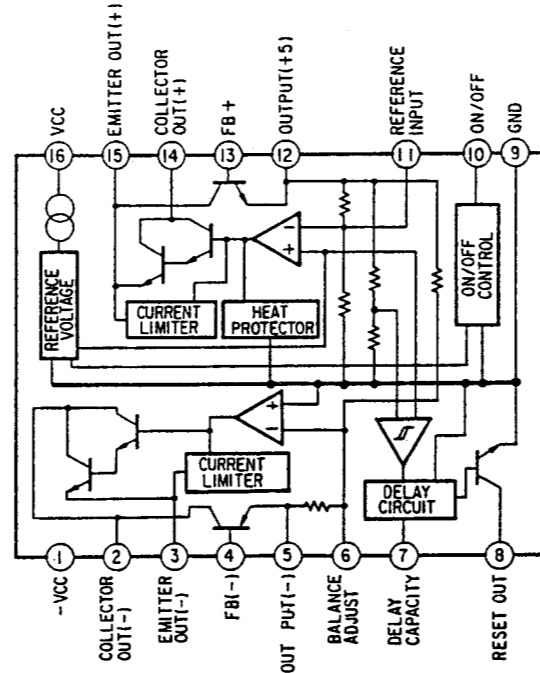 VCC
EMITTER OUT(+)
COLLECTOR
OUT(+)
FB+
OUTPUT(+5)
REFERENCE
INPUT
ON/OFF
GND
16
15
14
13
12
11
10
9
REFERENCE
VOLTAGE
CURRENT
LIMITER
HEAT
PROTECTOR
-
+
ON/OFF
CONTROL
+
-
CURRENT
LIMITER
DELAY
CIRCUIT
1
2
3
4
5
6
7
8
-VCC
COLLECTOR
OUT(-)
EMITTER
OUT(-)
FB(-)
OUT PUT(-)
BALANCE
ADJUST
DELAY
CAPACITY
RESET OUT